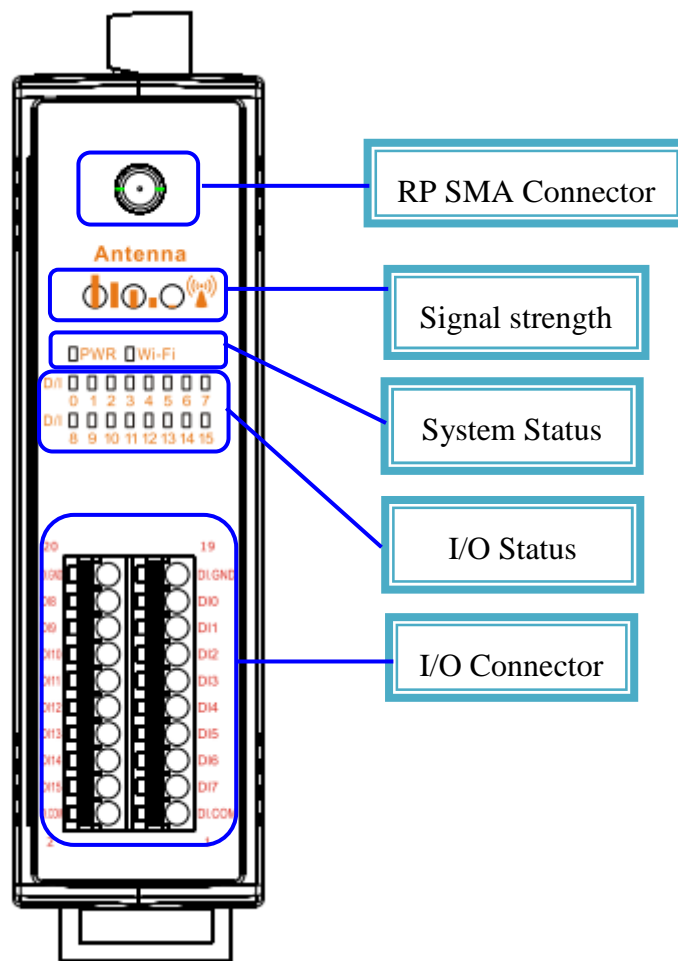 RP SMA Connector
Antenna
Signal strength
PWR Wi-Fi
D/I
0 1 2 3 4 5 6 7
D/I
8 9 10 11 12 13 14 15
System Status
I/O Status
20 19
DI.GND
DI8 DI0
DI9 DI1
DI10 DI2
DI11 DI3
I/O Connector
DI12 DI4
DI13 DI5
DI14 DI6
DI15 DI7
DI.COM
2 1